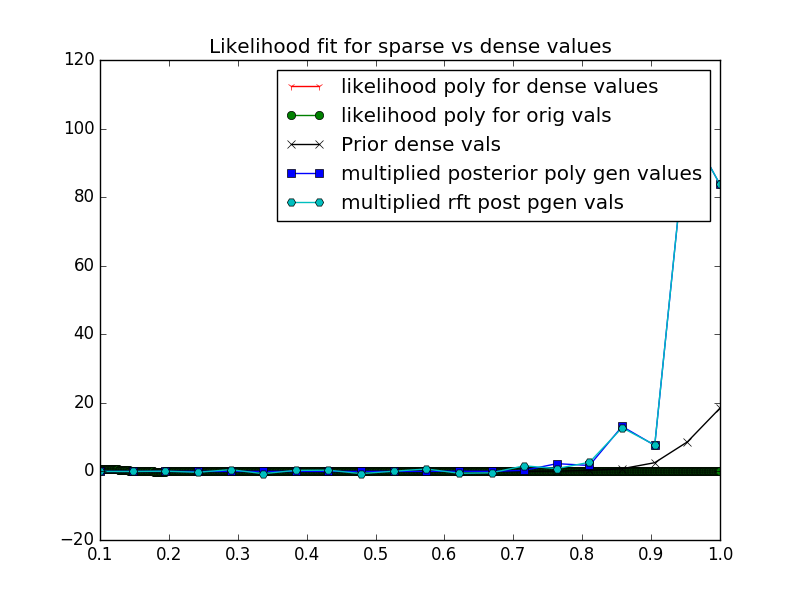 Likelihood fit for sparse vs dense values
120
100
80
60
40
20
0
−20
likelihood poly for dense values
likelihood poly for orig vals
Prior dense vals
multiplied posterior poly gen values
multiplied rft post pgen vals
0.1 0.2 0.3 0.4 0.5 0.6 0.7 0.8 0.9 1.0